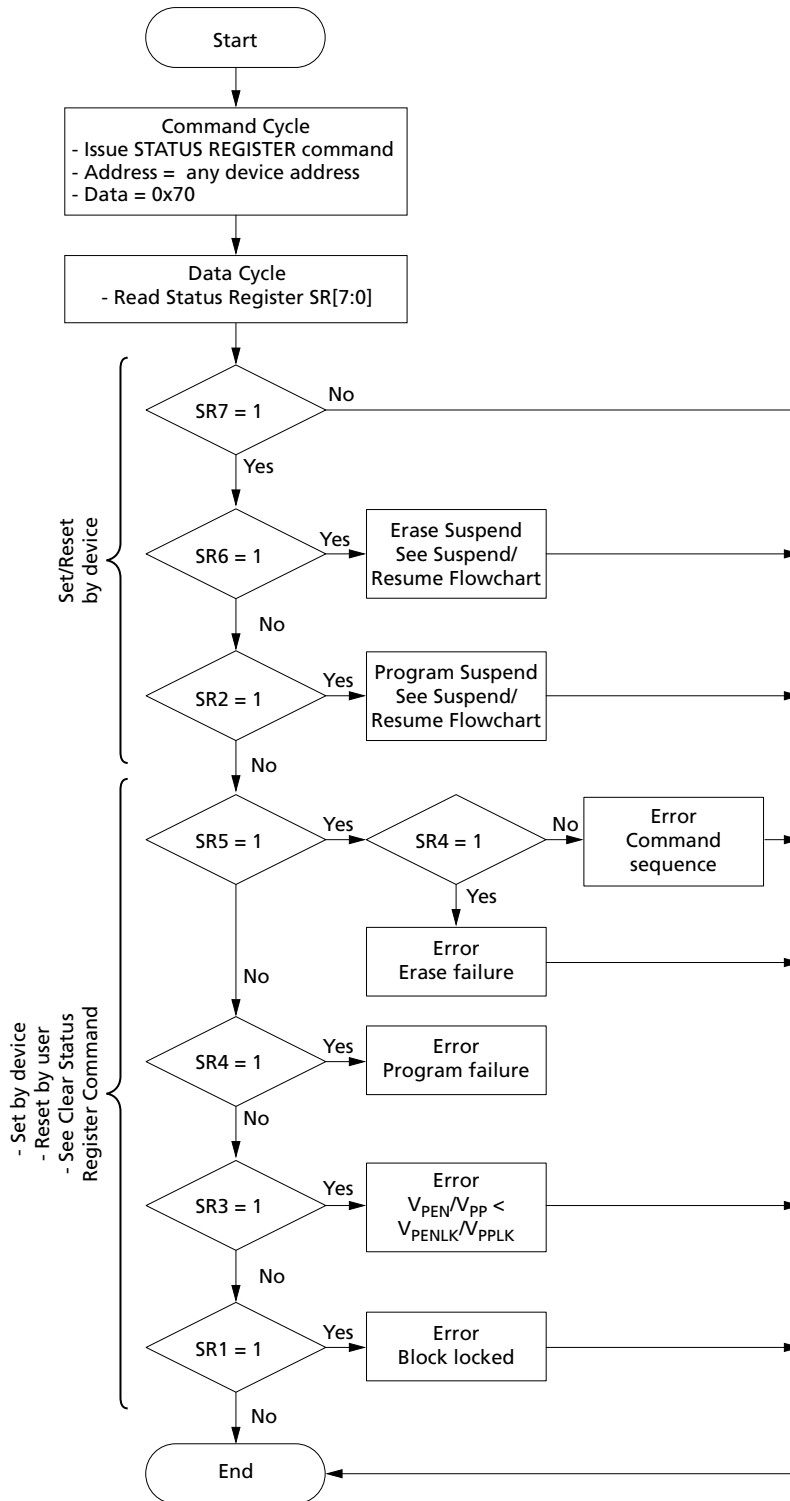 Start
Command Cycle
- Issue STATUS REGISTER command
- Address = any device address
- Data = 0x70
Data Cycle
- Read Status Register SR[7:0]
Set/Reset
by device
SR7 = 1
No
Yes
SR6 = 1
Yes
Erase Suspend
See Suspend/
Resume Flowchart
No
SR2 = 1
Yes
Program Suspend
See Suspend/
Resume Flowchart
No
- Set by device
- Reset by user
- See Clear Status
Register Command
SR5 = 1
Yes
SR4 = 1
No
Error
Command
sequence
Yes
Error
Erase failure
No
SR4 = 1
Yes
Error
Program failure
No
SR3 = 1
Yes
Error
VPEN/VPP <
VPENLK/VPPLK
No
SR1 = 1
Yes
Error
Block locked
No
End